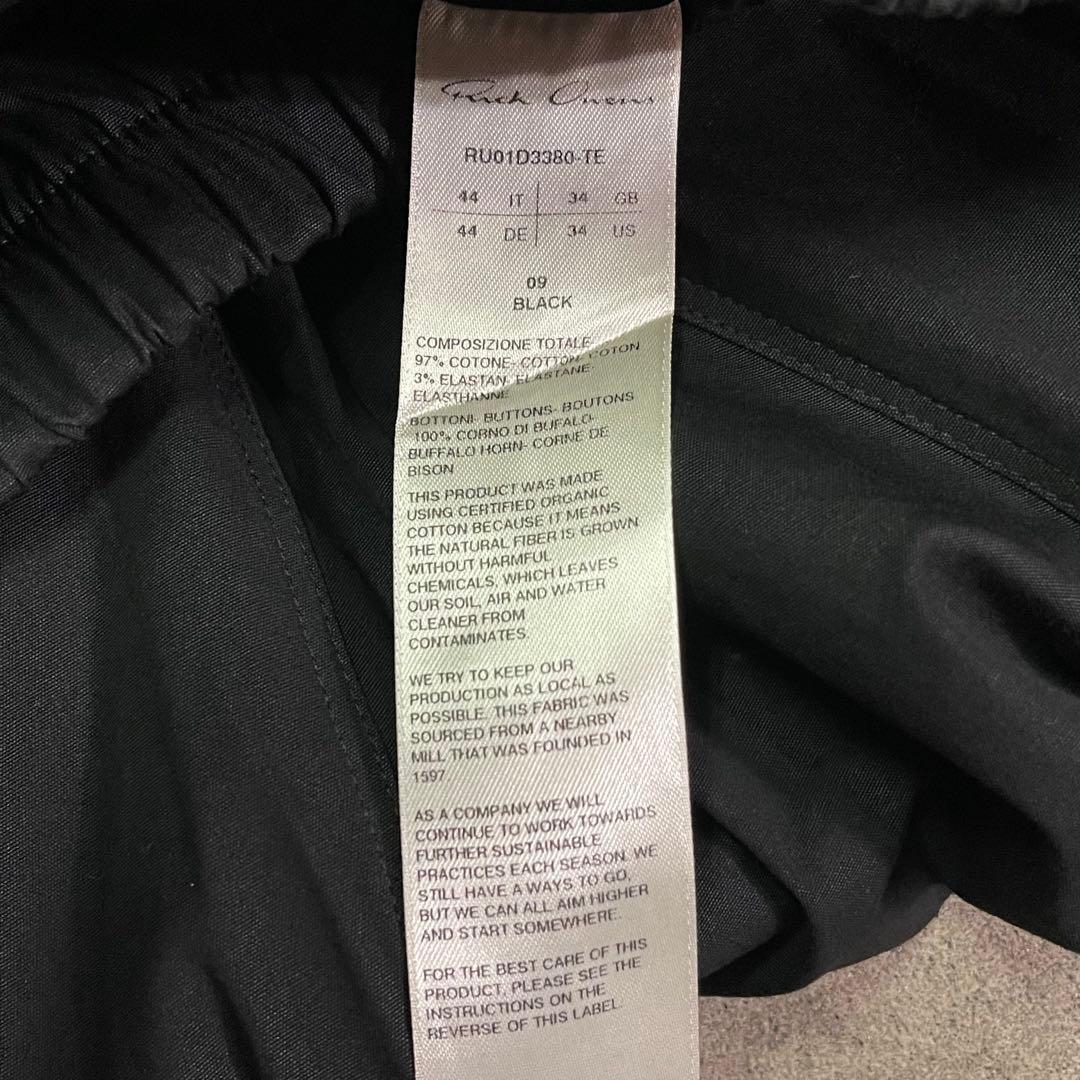 Rick Owens
RU01D3380-TE
44 IT 34 GB
44 DE 34 US
09
BLACK
COMPOSIZIONE TOTALE
97% COTONE- COTTON- COTON
3% ELASTAN- ELASTANE-
ELASTHANNE
BOTTONI- BUTTONS- BOUTONS
100% CORNO DI BUFALO-
BUFFALO HORN- CORNE DE
BISON
THIS PRODUCT WAS MADE
USING CERTIFIED ORGANIC
COTTON BECAUSE IT MEANS
THE NATURAL FIBER IS GROWN
WITHOUT HARMFUL
CHEMICALS, WHICH LEAVES
OUR SOIL, AIR AND WATER
CLEANER FROM
CONTAMINATES.
WE TRY TO KEEP OUR
PRODUCTION AS LOCAL AS
POSSIBLE. THIS FABRIC WAS
SOURCED FROM A NEARBY
MILL THAT WAS FOUNDED IN
1597.
AS A COMPANY WE WILL
CONTINUE TO WORK TOWARDS
FURTHER SUSTAINABLE
PRACTICES EACH SEASON. WE
STILL HAVE A WAYS TO GO,
BUT WE CAN ALL AIM HIGHER
AND START SOMEWHERE.
FOR THE BEST CARE OF THIS
PRODUCT, PLEASE SEE THE
INSTRUCTIONS ON THE
REVERSE OF THIS LABEL.